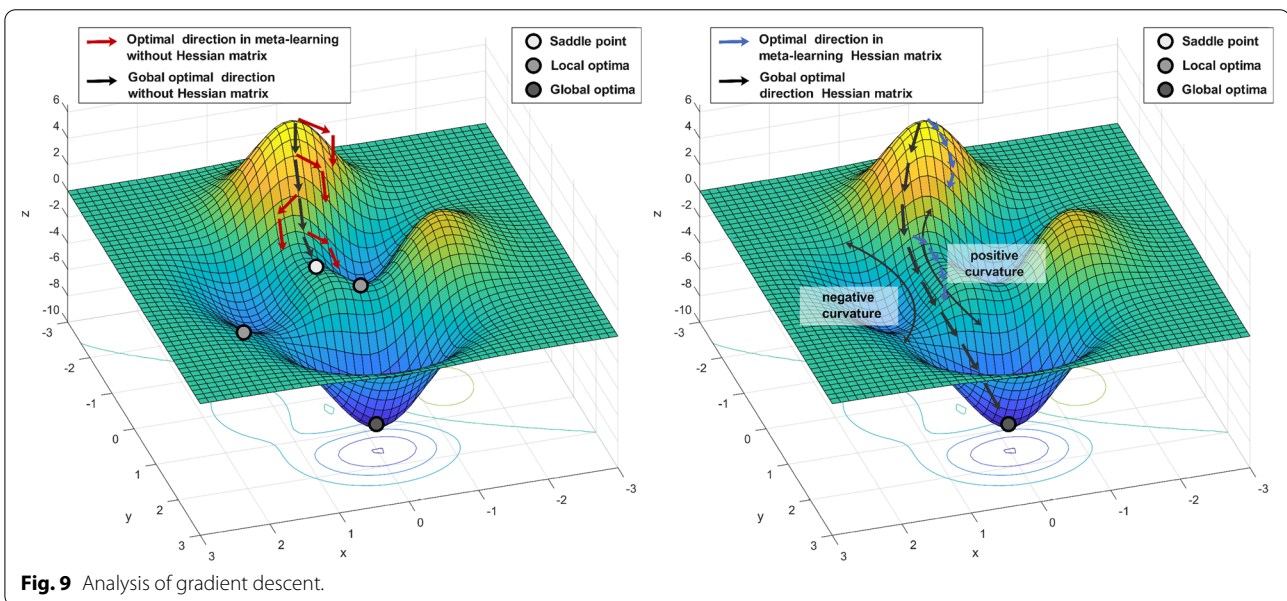 Optimal direction in meta-learning
without Hessian matrix
Gobal optimal direction
without Hessian matrix
Saddle point
Local optima
Global optima
6
4
2
0
-2
-4
-6
-8
-10
z
-3
-2
-1
0
1
2
3
y
3
2
1
0
-1
-2
-3
x
Optimal direction in
meta-learning Hessian matrix
Gobal optimal
direction Hessian matrix
Saddle point
Local optima
Global optima
6
4
2
0
-2
-4
-6
-8
-10
z
positive
curvature
negative
curvature
-3
-2
-1
0
1
2
3
y
3
2
1
0
-1
-2
-3
x
Fig. 9 Analysis of gradient descent.